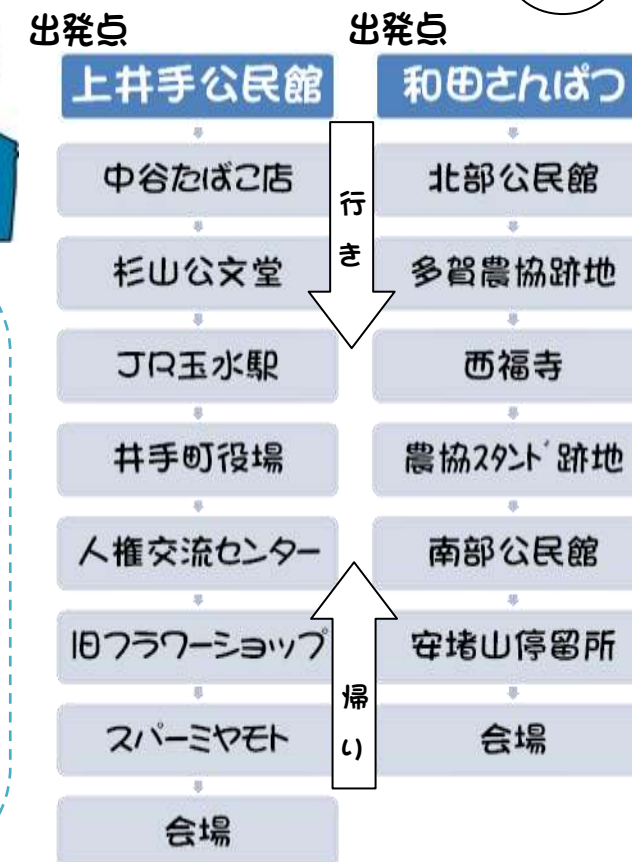 出発点
上井手公民館
中谷たばこ店
杉山公文堂
JR玉水駅
井手町役場
人権交流センター
旧フラワーショップ
スパーミヤモト
会場
行き
帰り
出発点
和田さんぱつ
北部公民館
多賀農協跡地
西福寺
農協スタンド跡地
南部公民館
安堵山停留所
会場